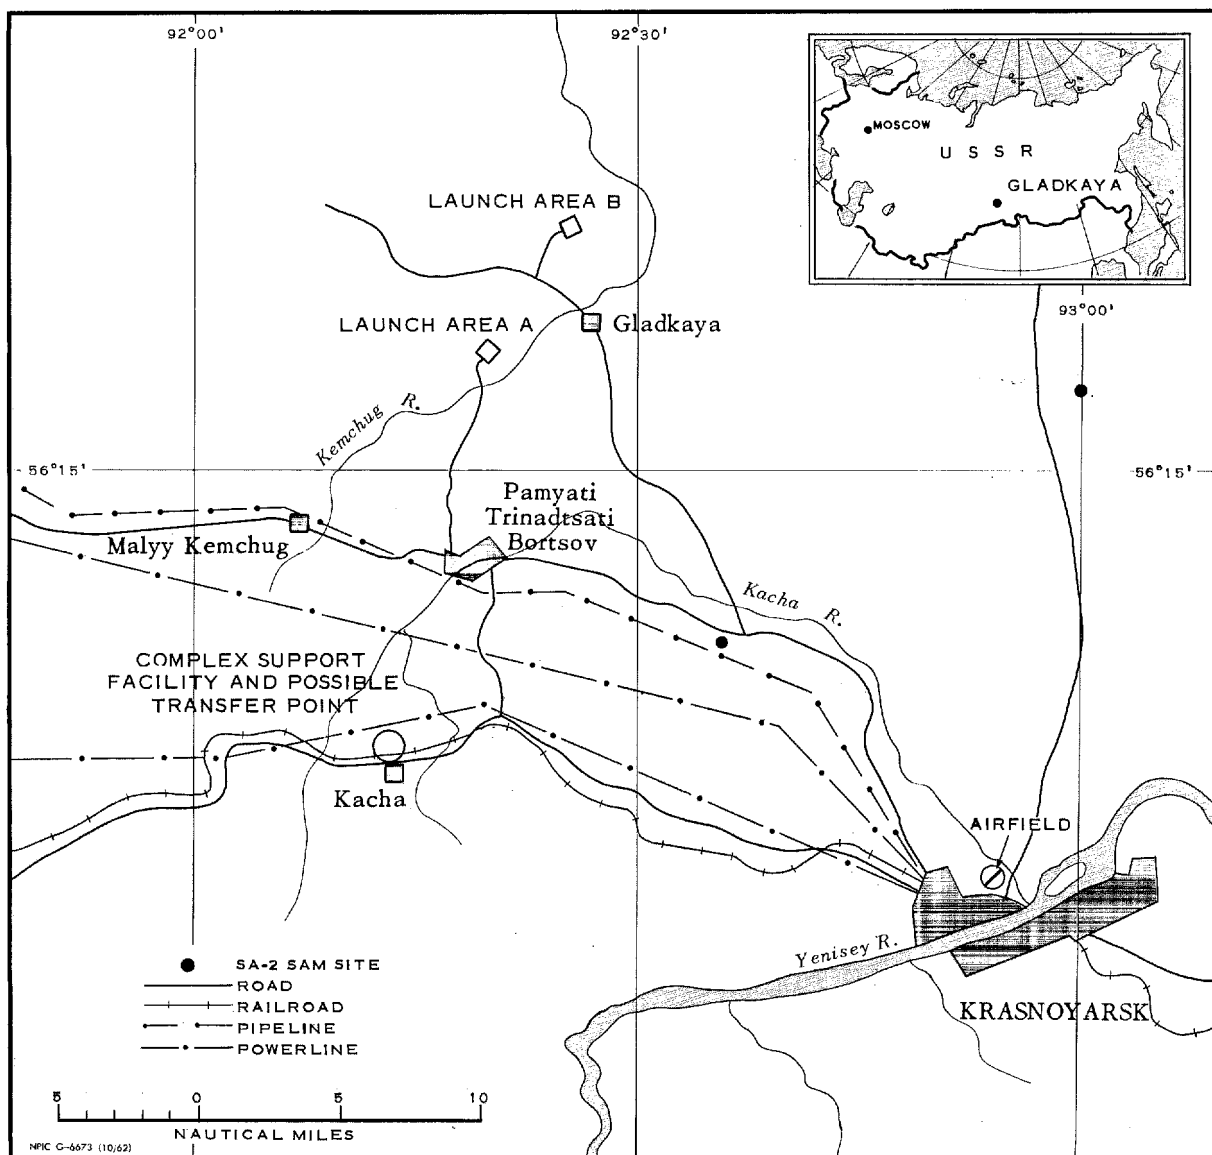 92°00'
92°30'
MOSCOW
U S S R
GLADKAYA
LAUNCH AREA B
93°00'
LAUNCH AREA A
Gladkaya
Kemchug R.
56°15'
56°15'
Pamyati
Trinadtsati
Bortsov
Malyy Kemchug
Kacha R.
COMPLEX SUPPORT
FACILITY AND POSSIBLE
TRANSFER POINT
Kacha
AIRFIELD
Yenisey R.
KRASNOYARSK
SA-2 SAM SITE
ROAD
RAILROAD
PIPELINE
POWERLINE
5 0 5 10
NAUTICAL MILES
NPIC G-6673 (10/62)